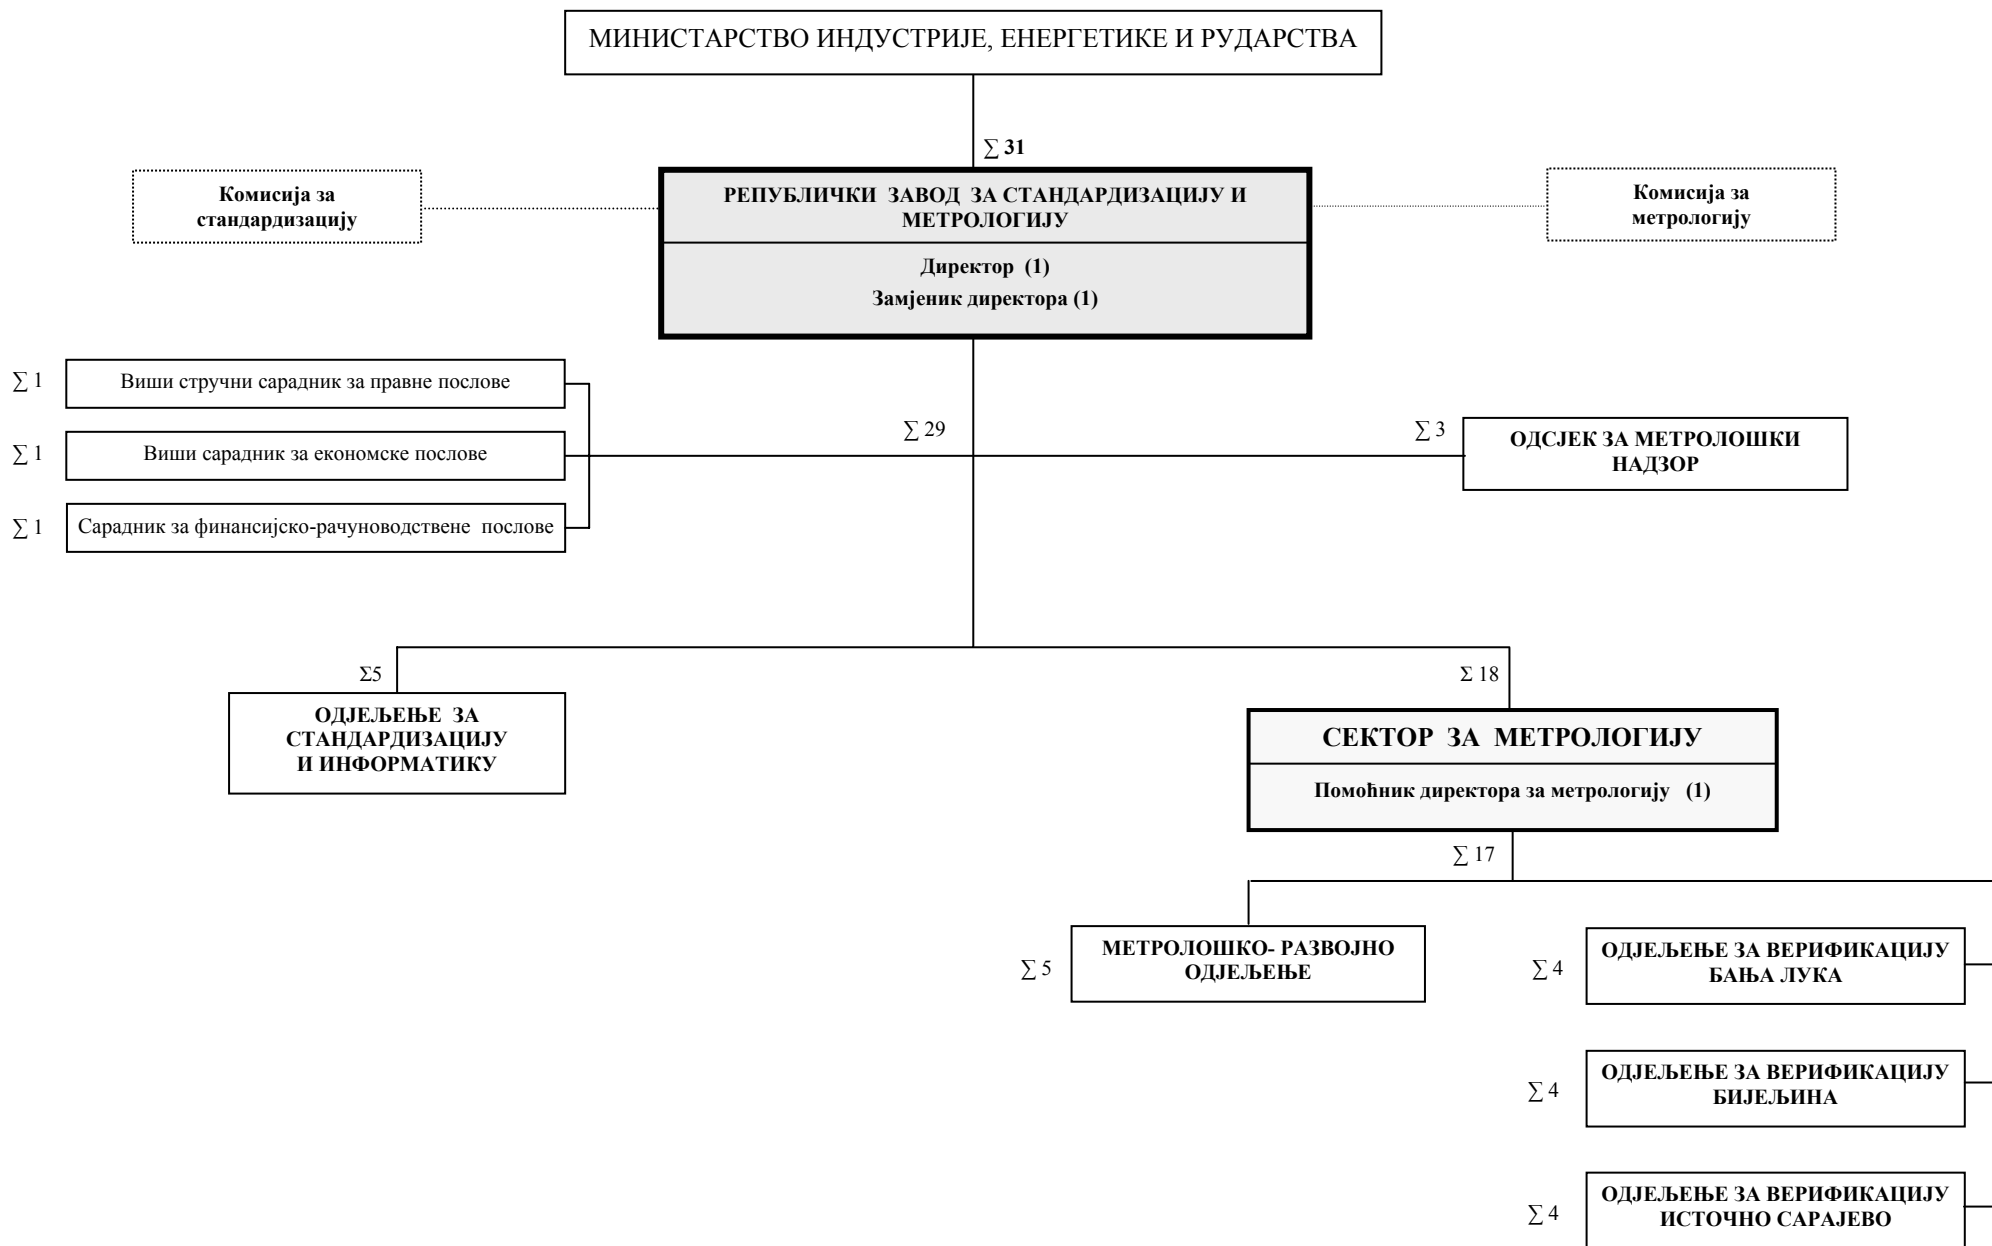 МИНИСТАРСТВО ИНДУСТРИЈЕ, ЕНЕРГЕТИКЕ И РУДАРСТВА
∑ 31
Комисија за
стандардизацију
РЕПУБЛИЧКИ ЗАВОД ЗА СТАНДАРДИЗАЦИЈУ И
МЕТРОЛОГИЈУ
Директор (1)
Замјеник директора (1)
Комисија за
метрологију
∑ 1
Виши стручни сарадник за правне послове
∑ 1
Виши сарадник за економске послове
∑ 1
Сарадник за финансијско-рачуноводствене послове
∑ 29
∑ 3
ОДСЈЕК ЗА МЕТРОЛОШКИ
НАДЗОР
Σ5
ОДЈЕЉЕЊЕ ЗА
СТАНДАРДИЗАЦИЈУ
И ИНФОРМАТИКУ
Σ 18
СЕКТОР ЗА МЕТРОЛОГИЈУ
Помоћник директора за метрологију (1)
∑ 17
∑ 5
МЕТРОЛОШКО- РАЗВОЈНО
ОДЈЕЉЕЊЕ
∑ 4
ОДЈЕЉЕЊЕ ЗА ВЕРИФИКАЦИЈУ
БАЊА ЛУКА
∑ 4
ОДЈЕЉЕЊЕ ЗА ВЕРИФИКАЦИЈУ
БИЈЕЉИНА
∑ 4
ОДЈЕЉЕЊЕ ЗА ВЕРИФИКАЦИЈУ
ИСТОЧНО САРАЈЕВО